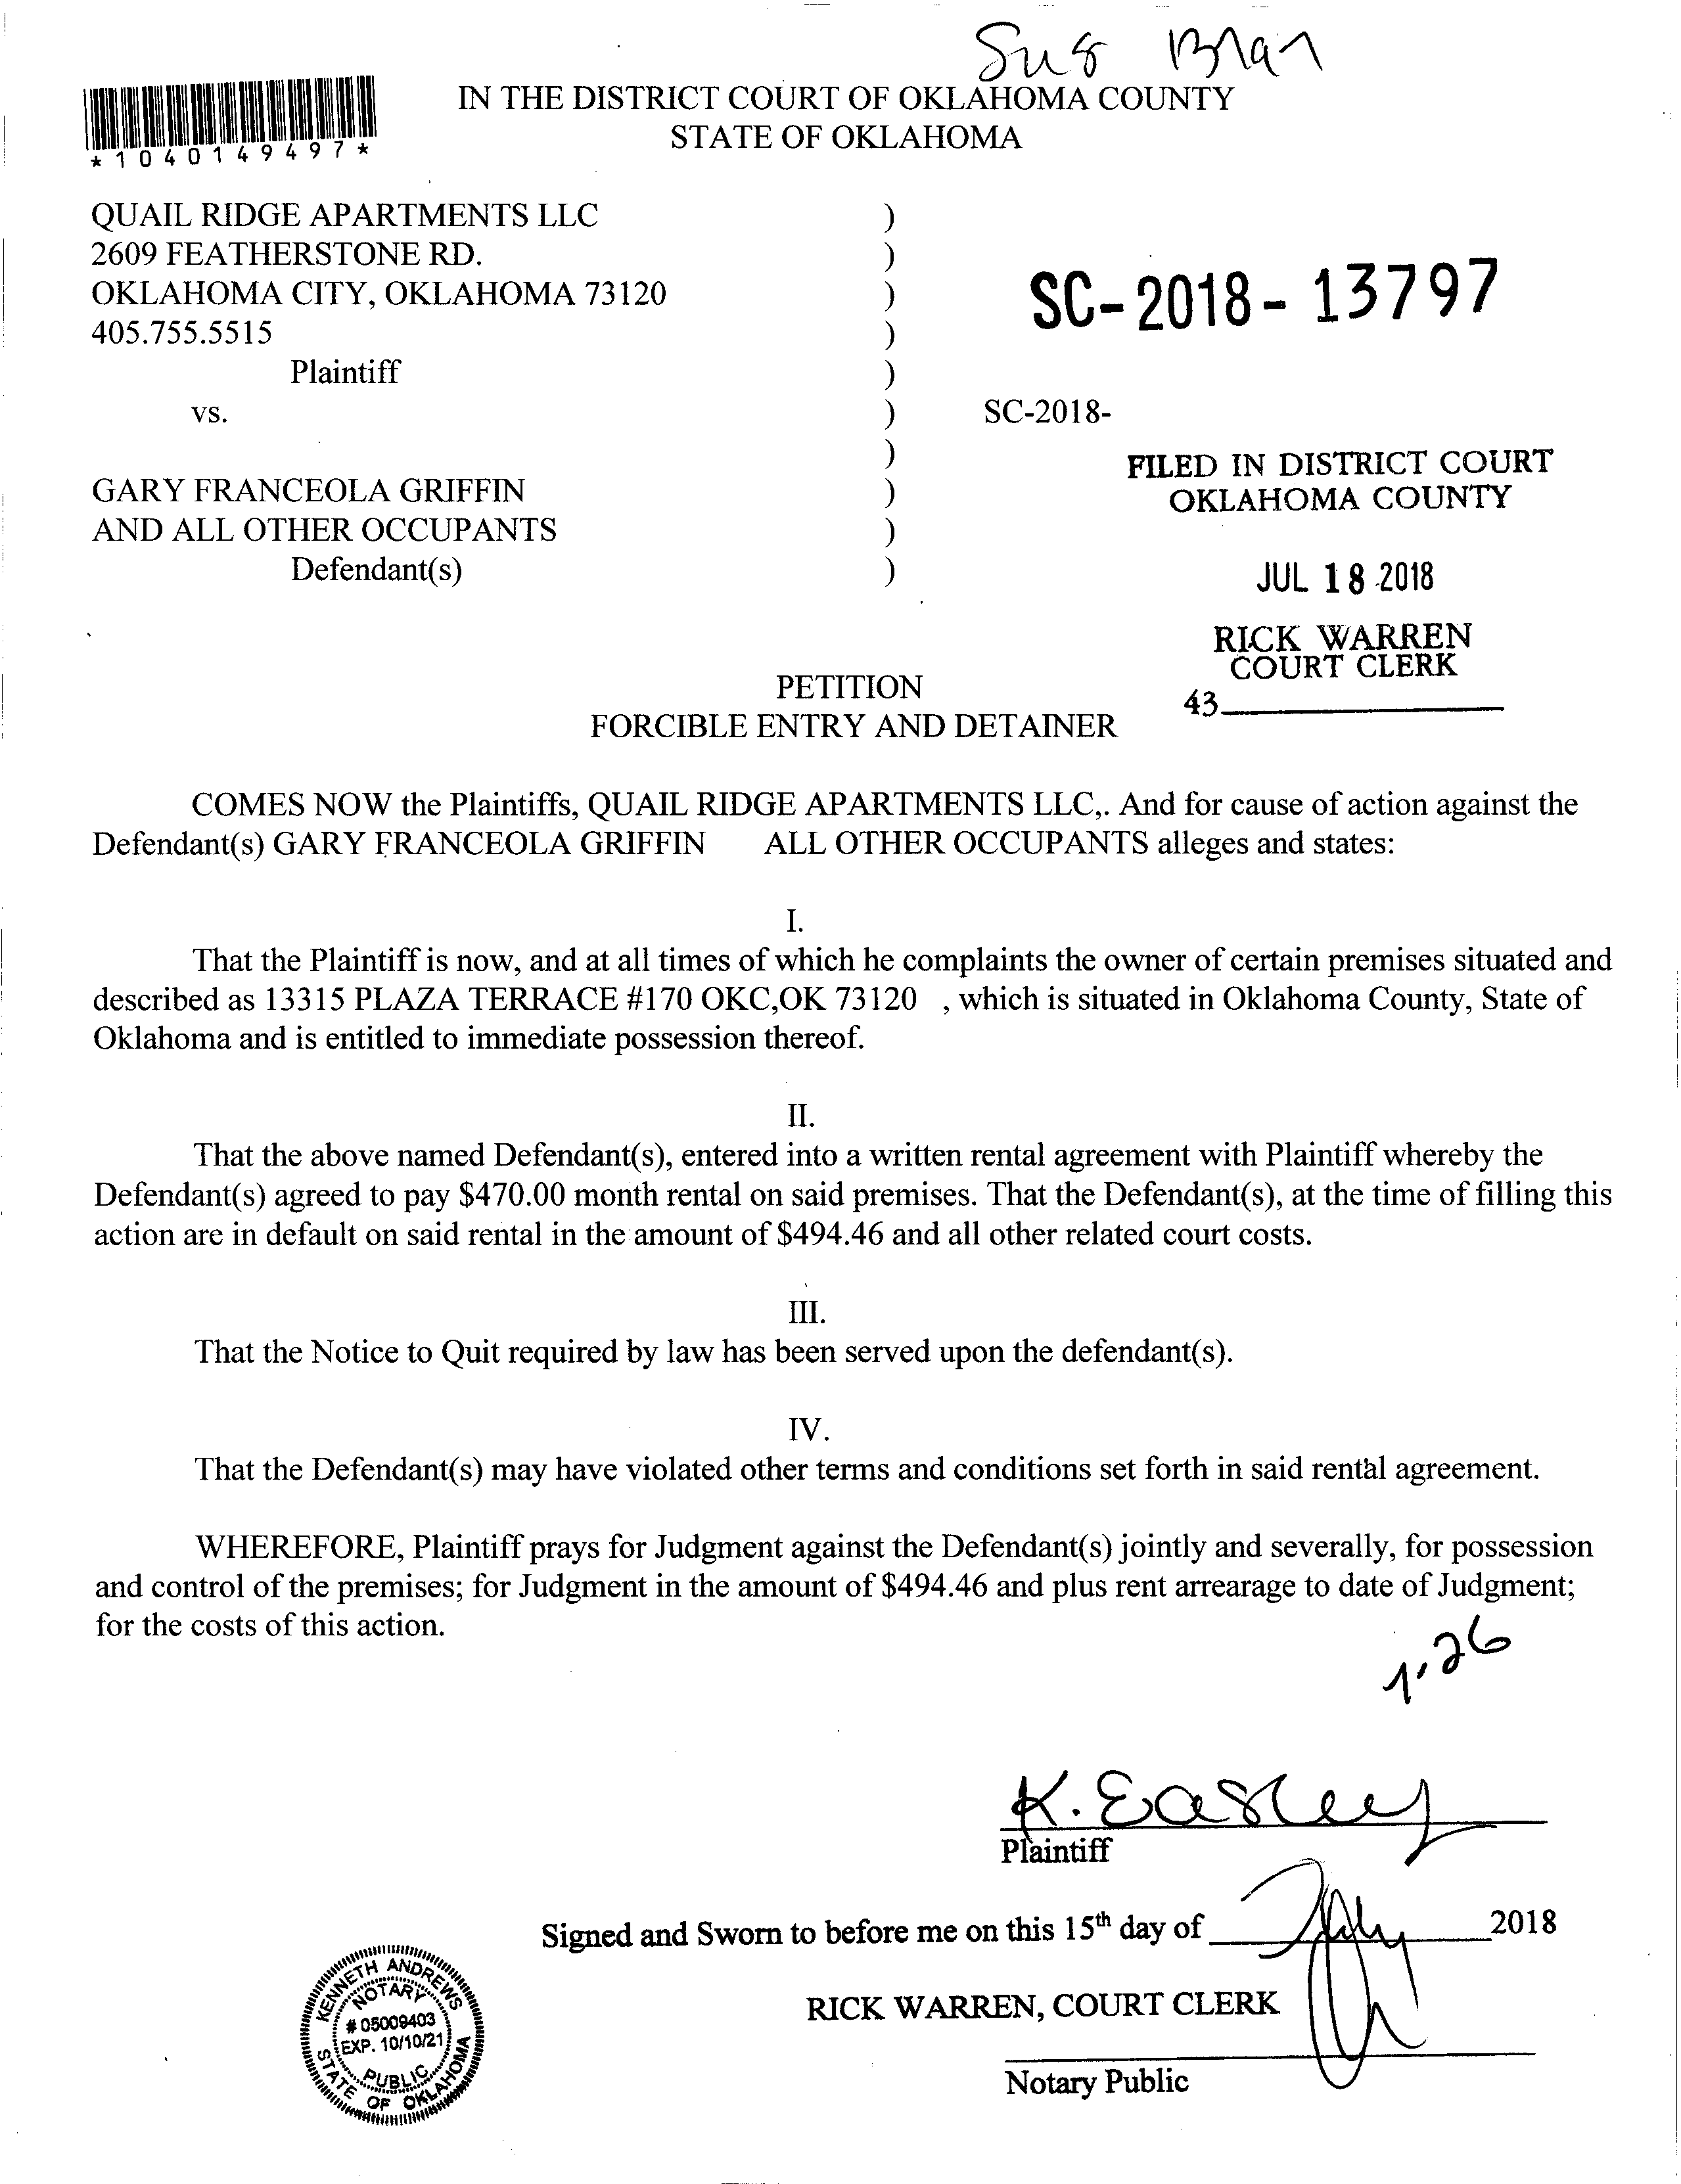 IN THE DISTRICT COURT OF OKLAHOMA COUNTY
STATE OF OKLAHOMA
*1040149497*
QUAIL RIDGE APARTMENTS LLC )
2609 FEATHERSTONE RD. )
OKLAHOMA CITY, OKLAHOMA 73120 )
405.755.5515 )
Plaintiff )
SC-2018-13797
vs. ) SC-2018-
)
GARY FRANCEOLA GRIFFIN )
AND ALL OTHER OCCUPANTS )
Defendant(s) )
FILED IN DISTRICT COURT
OKLAHOMA COUNTY
JUL 18 2018
RICK WARREN
COURT CLERK
43
PETITION
FORCIBLE ENTRY AND DETAINER
COMES NOW the Plaintiffs, QUAIL RIDGE APARTMENTS LLC,. And for cause of action against the
Defendant(s) GARY FRANCEOLA GRIFFIN ALL OTHER OCCUPANTS alleges and states:
I.
That the Plaintiff is now, and at all times of which he complaints the owner of certain premises situated and
described as 13315 PLAZA TERRACE #170 OKC,OK 73120 , which is situated in Oklahoma County, State of
Oklahoma and is entitled to immediate possession thereof.
II.
That the above named Defendant(s), entered into a written rental agreement with Plaintiff whereby the
Defendant(s) agreed to pay $470.00 month rental on said premises. That the Defendant(s), at the time of filling this
action are in default on said rental in the amount of $494.46 and all other related court costs.
III.
That the Notice to Quit required by law has been served upon the defendant(s).
IV.
That the Defendant(s) may have violated other terms and conditions set forth in said rental agreement.
WHEREFORE, Plaintiff prays for Judgment against the Defendant(s) jointly and severally, for possession
and control of the premises; for Judgment in the amount of $494.46 and plus rent arrearage to date of Judgment;
for the costs of this action.
K. Easley
Plaintiff
Signed and Sworn to before me on this 15th day of July 2018
RICK WARREN, COURT CLERK
Notary Public
KENNETH ANDREWS
NOTARY
# 05009403
EXP. 10/10/21
PUBLIC
STATE OF OKLAHOMA